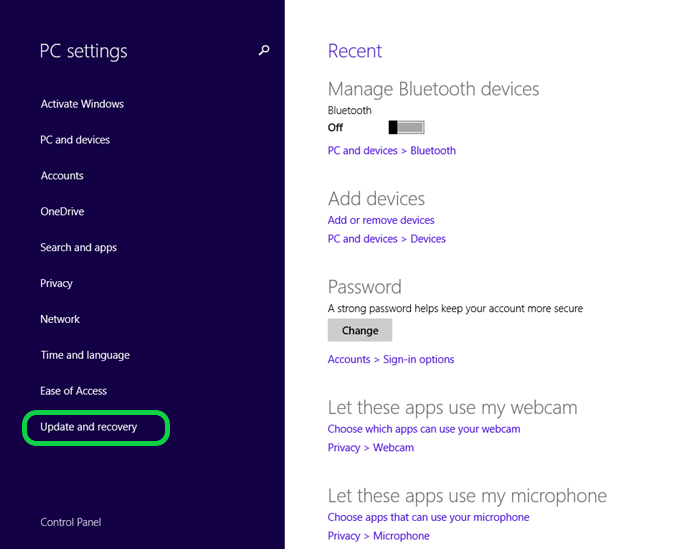 PC settings
Activate Windows
PC and devices
Accounts
OneDrive
Search and apps
Privacy
Network
Time and language
Ease of Access
Update and recovery
Control Panel
Recent
Manage Bluetooth devices
Bluetooth
Off
PC and devices > Bluetooth
Add devices
Add or remove devices
PC and devices > Devices
Password
A strong password helps keep your account more secure
Change
Accounts > Sign-in options
Let these apps use my webcam
Choose which apps can use your webcam
Privacy > Webcam
Let these apps use my microphone
Choose apps that can use your microphone
Privacy > Microphone